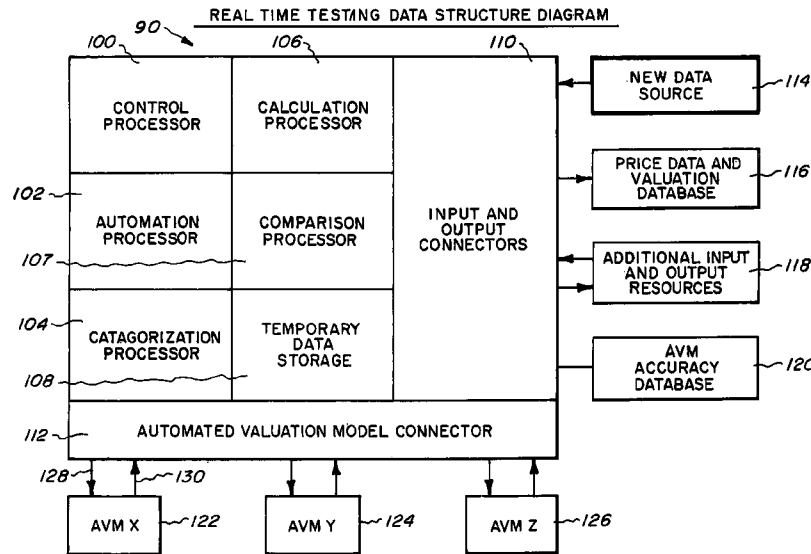 REAL TIME TESTING DATA STRUCTURE DIAGRAM
90
100
106
110
CONTROL
PROCESSOR
CALCULATION
PROCESSOR
NEW DATA
SOURCE
114
102
AUTOMATION
PROCESSOR
107
COMPARISON
PROCESSOR
INPUT AND
OUTPUT
CONNECTORS
PRICE DATA AND
VALUATION
DATABASE
116
ADDITIONAL INPUT
AND OUTPUT
RESOURCES
118
104
CATAGORIZATION
PROCESSOR
108
TEMPORARY
DATA
STORAGE
AVM
ACCURACY
DATABASE
120
112
AUTOMATED VALUATION MODEL CONNECTOR
128
130
AVM X
122
AVM Y
124
AVM Z
126